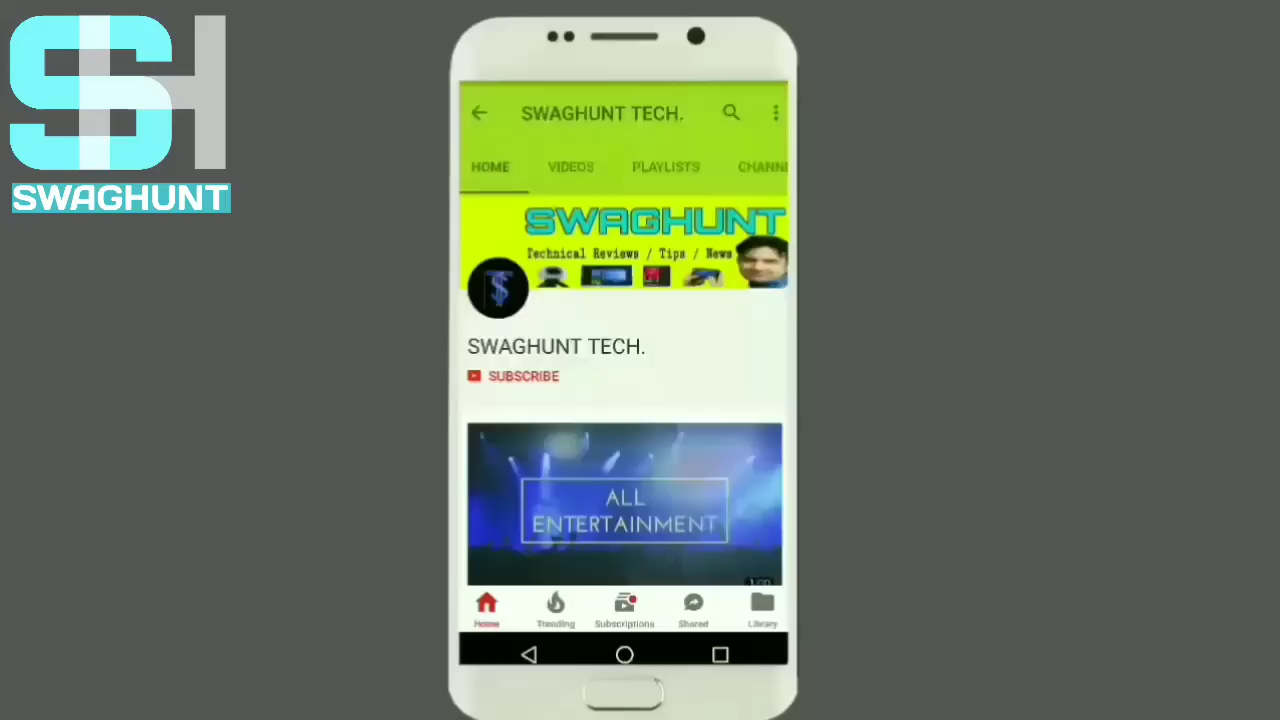 SH
SWAGHUNT
SWAGHUNT TECH.
HOME VIDEOS PLAYLISTS CHANN
SWAGHUNT
Technical Reviews / Tips / News
SWAGHUNT TECH.
SUBSCRIBE
ALL
ENTERTAINMENT
Home Trending Subscriptions Shared Library